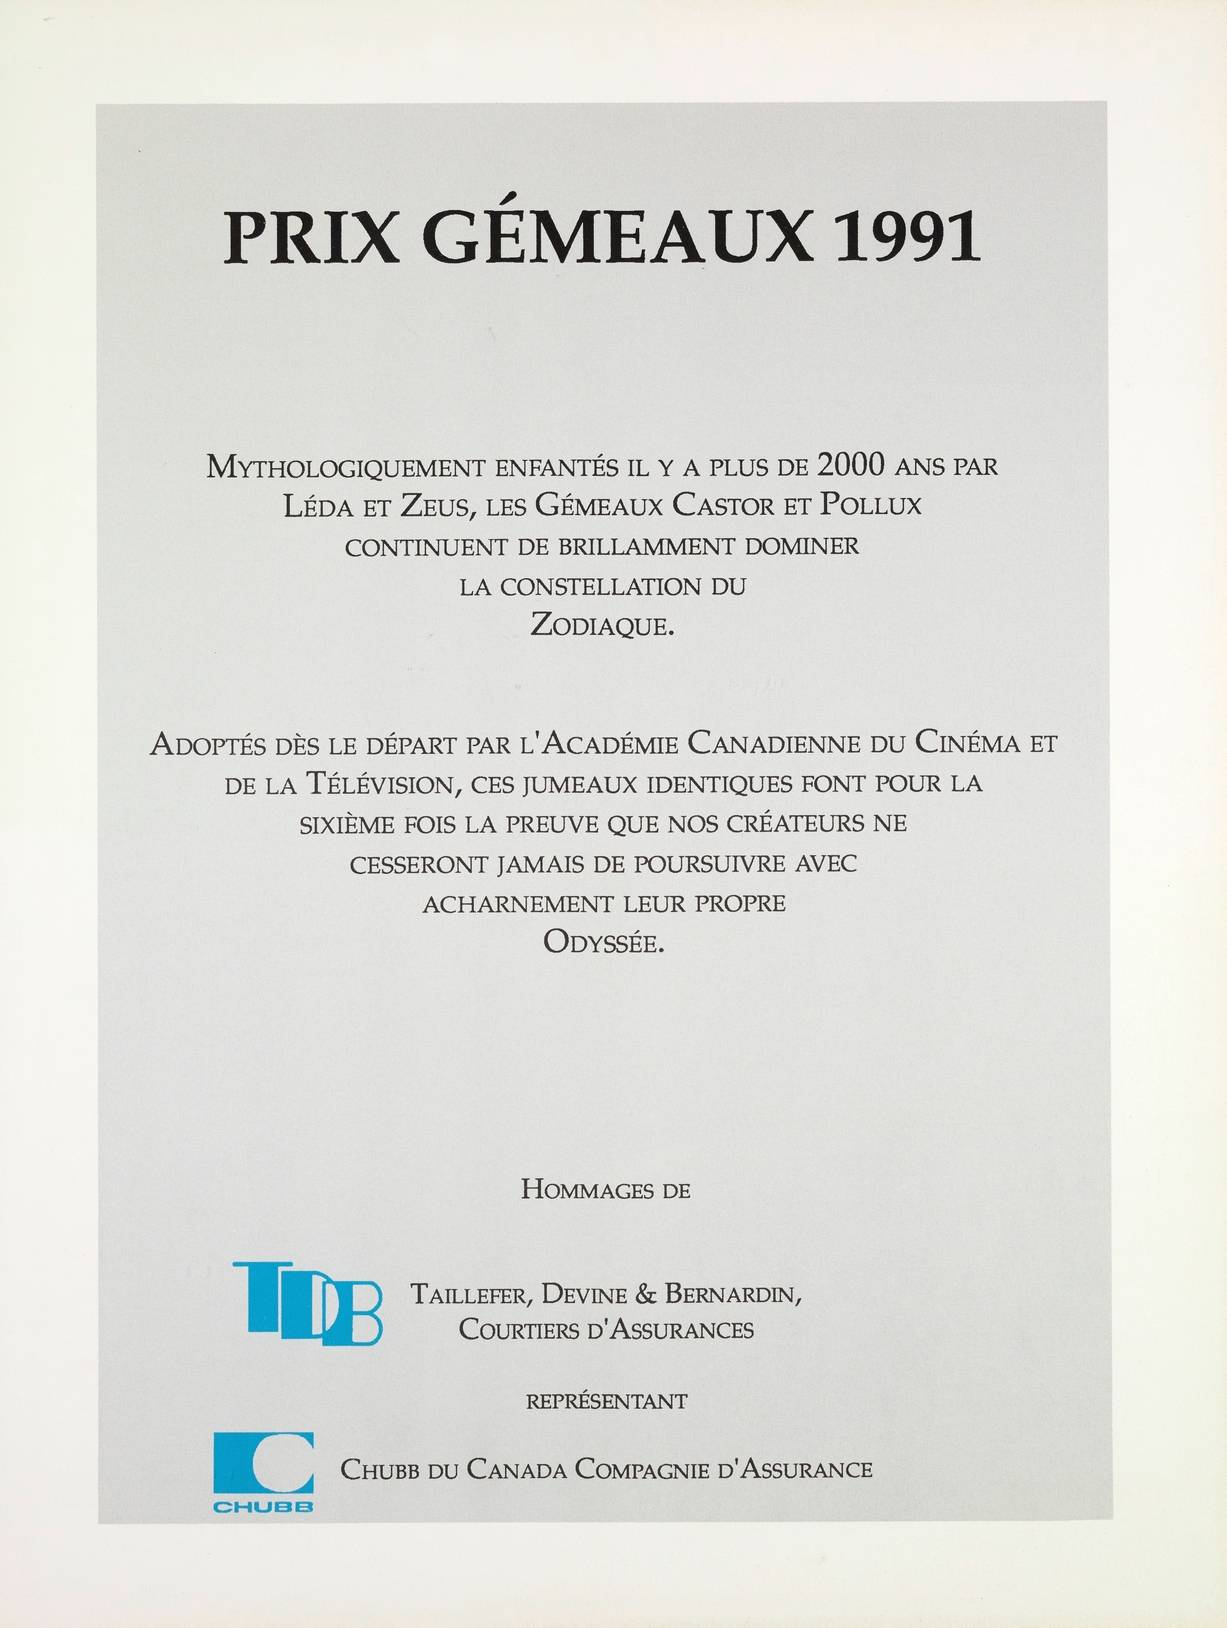 PRIX GÉMEAUX 1991
Mythologiquement enfantés il y a plus de 2000 ans par
Léda et Zeus, les Gémeaux Castor et Pollux
continuent de brillamment dominer
la constellation du
Zodiaque.
Adoptés dès le départ par l'Académie Canadienne du Cinéma et
de la Télévision, ces jumeaux identiques font pour la
sixième fois la preuve que nos créateurs ne
cesseront jamais de poursuivre avec
acharnement leur propre
Odyssée.
Hommages de
TDB
Taillefer, Devine & Bernardin,
Courtiers d'Assurances
représentant
C
CHUBB
Chubb du Canada Compagnie d'Assurance